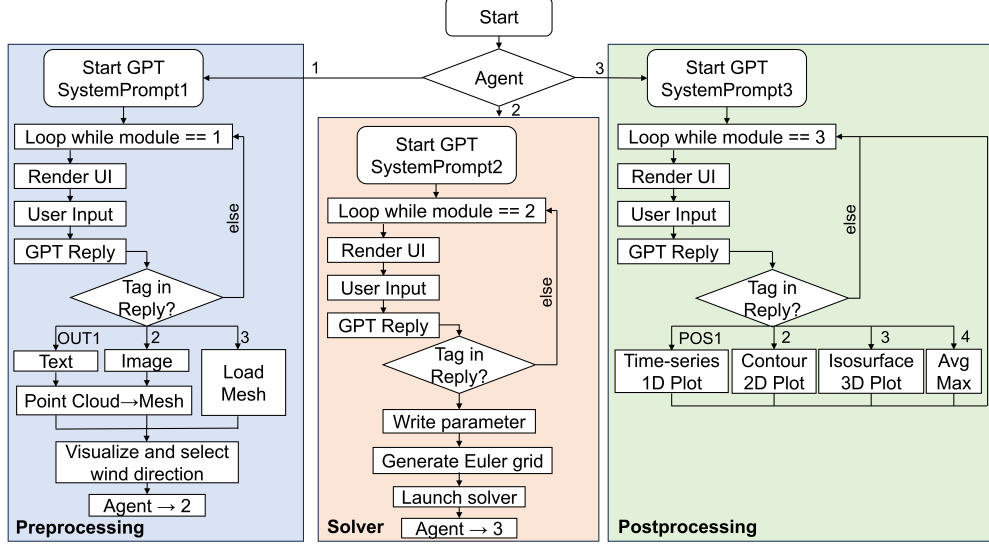 Start
Agent
1
2
3
Start GPT
SystemPrompt1
Loop while module == 1
Render UI
User Input
GPT Reply
else
Tag in
Reply?
OUT1
2
3
Text
Image
Load
Mesh
Point Cloud→Mesh
Visualize and select
wind direction
Agent → 2
Preprocessing
Start GPT
SystemPrompt2
Loop while module == 2
Render UI
User Input
GPT Reply
else
Tag in
Reply?
Write parameter
Generate Euler grid
Launch solver
Agent → 3
Solver
Start GPT
SystemPrompt3
Loop while module == 3
Render UI
User Input
GPT Reply
else
Tag in
Reply?
POS1
2
3
4
Time-series
1D Plot
Contour
2D Plot
Isosurface
3D Plot
Avg
Max
Postprocessing